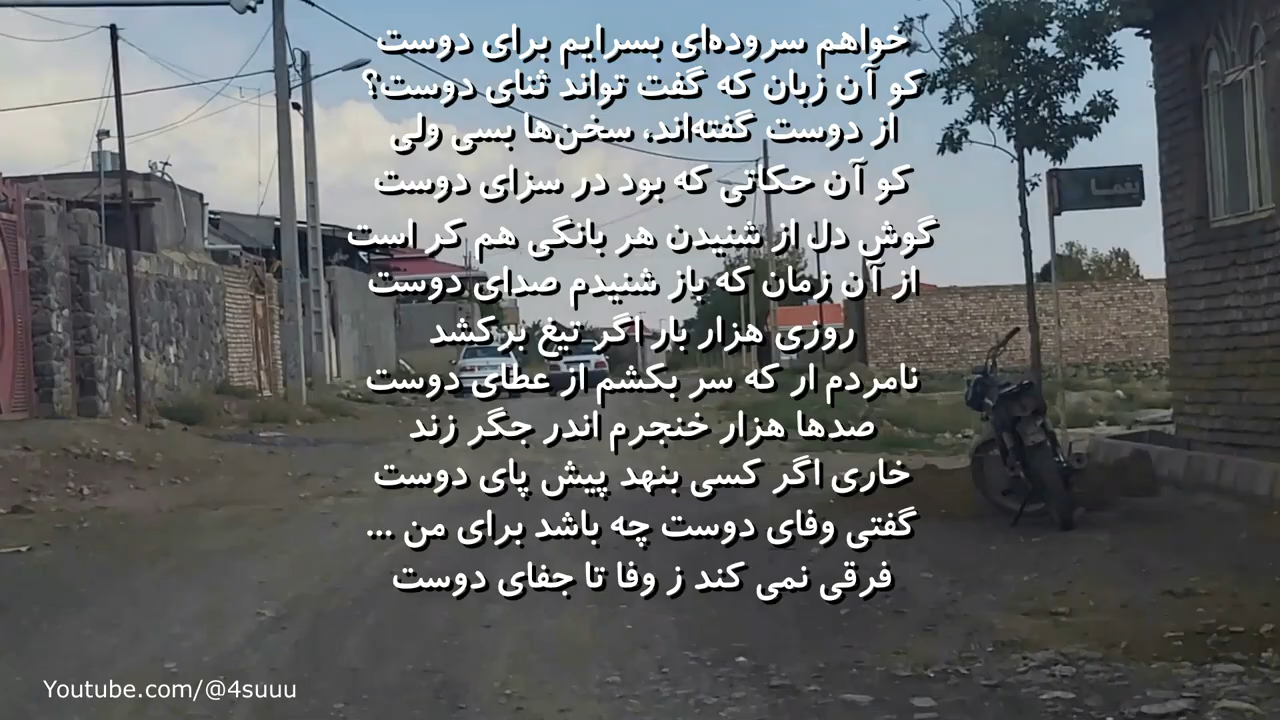 خواهم سروده‌ای بسرایم برای دوست
کو آن زبان که گفت تواند ثنای دوست؟
از دوست گفته‌اند، سخن‌ها بسی ولی
کو آن حکاتی که بود در سزای دوست
گوش دل از شنیدن هر بانگی هم کر است
از آن زمان که باز شنیدم صدای دوست
روزی هزار بار اگر تیغ برکشد
نامردم ار که سر بکشم از عطای دوست
صدها هزار خنجرم اندر جگر زند
خاری اگر کسی بنهد پیش پای دوست
گفتی وفای دوست چه باشد برای من ...
فرقی نمی کند ز وفا تا جفای دوست
Youtube.com/@4suuu